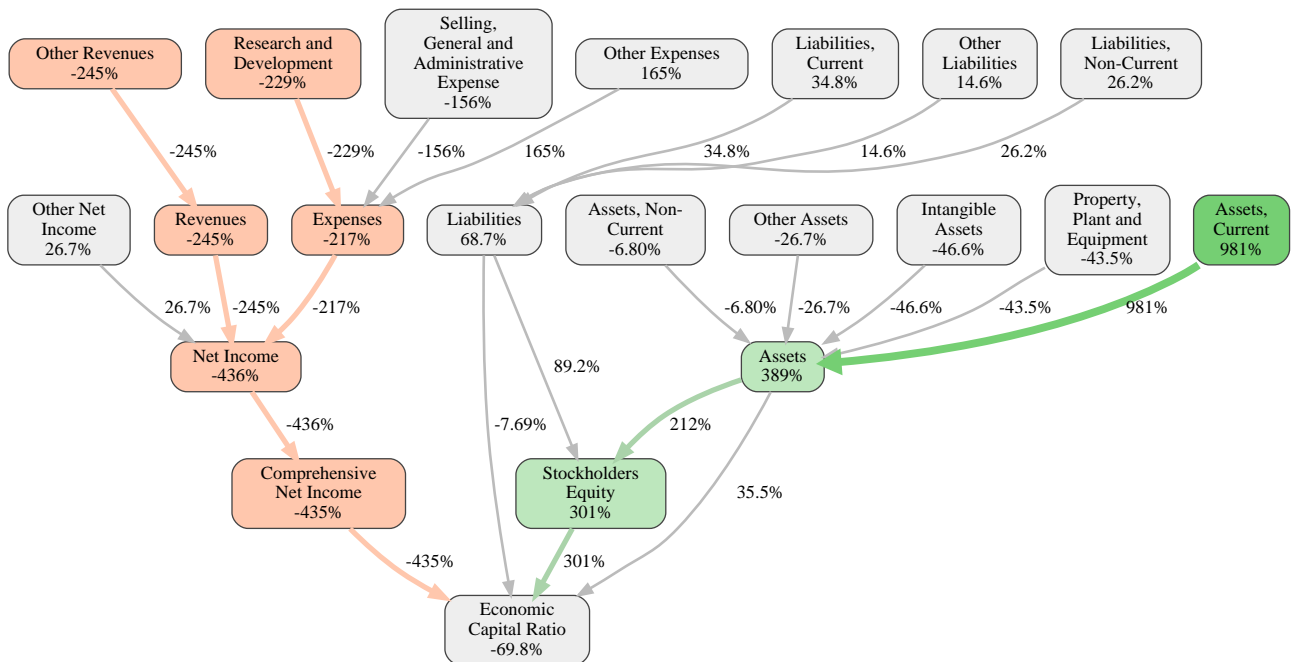 Other Revenues
-245%
Research and
Development
-229%
Selling,
General and
Administrative
Expense
-156%
Other Expenses
165%
Liabilities,
Current
34.8%
Other
Liabilities
14.6%
Liabilities,
Non-Current
26.2%
-245%
-229%
-156%
165%
34.8%
14.6%
26.2%
Other Net
Income
26.7%
Revenues
-245%
Expenses
-217%
Liabilities
68.7%
Assets, Non-
Current
-6.80%
Other Assets
-26.7%
Intangible
Assets
-46.6%
Property,
Plant and
Equipment
-43.5%
Assets,
Current
981%
26.7%
-245%
-217%
-6.80%
-26.7%
-46.6%
-43.5%
981%
Net Income
-436%
89.2%
Assets
389%
-436%
-7.69%
212%
Comprehensive
Net Income
-435%
Stockholders
Equity
301%
35.5%
-435%
301%
Economic
Capital Ratio
-69.8%